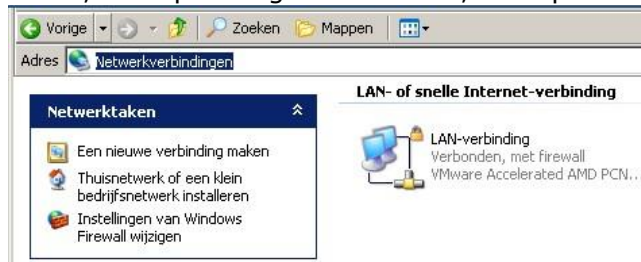 Vorige Zoeken Mappen
Adres Netwerkverbindingen
LAN- of snelle Internet-verbinding
Netwerktaken
Een nieuwe verbinding maken
Thuisnetwerk of een klein
bedrijfsnetwerk installeren
Instellingen van Windows
Firewall wijzigen
LAN-verbinding
Verbonden, met firewall
VMware Accelerated AMD PCN...